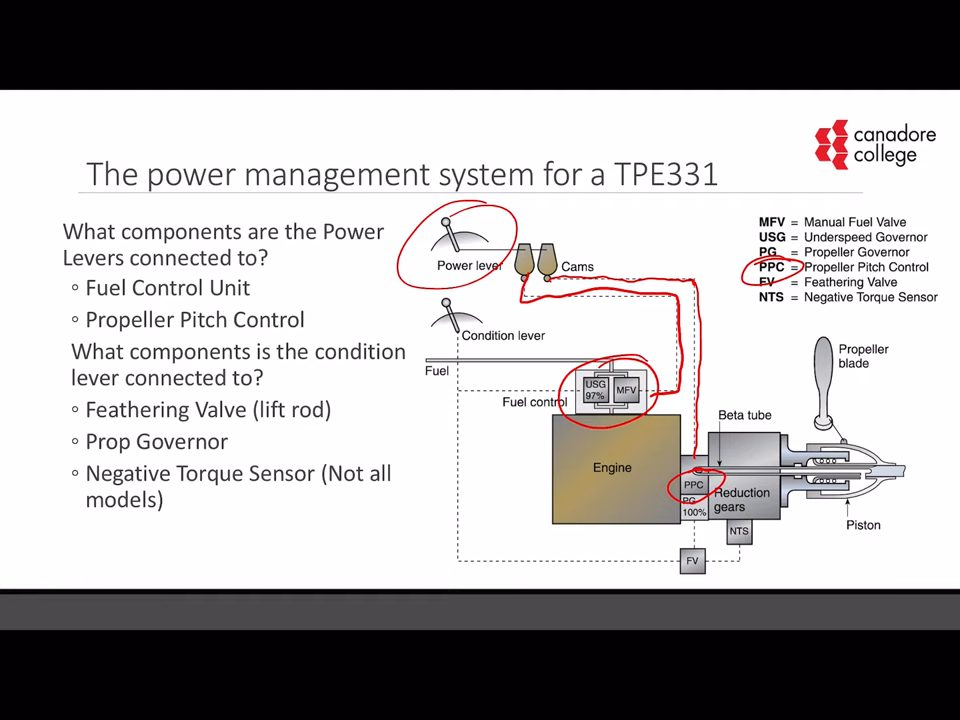 canadore
college
The power management system for a TPE331
What components are the Power
Levers connected to?
◦ Fuel Control Unit
◦ Propeller Pitch Control
What components is the condition
lever connected to?
◦ Feathering Valve (lift rod)
◦ Prop Governor
◦ Negative Torque Sensor (Not all
models)
MFV = Manual Fuel Valve
USG = Underspeed Governor
PG = Propeller Governor
PPC = Propeller Pitch Control
FV = Feathering Valve
NTS = Negative Torque Sensor
Power lever
Cams
Condition lever
Fuel
Fuel control
USG
97%
MFV
Propeller
blade
Beta tube
Engine
PPC
PG
100%
Reduction
gears
NTS
Piston
FV